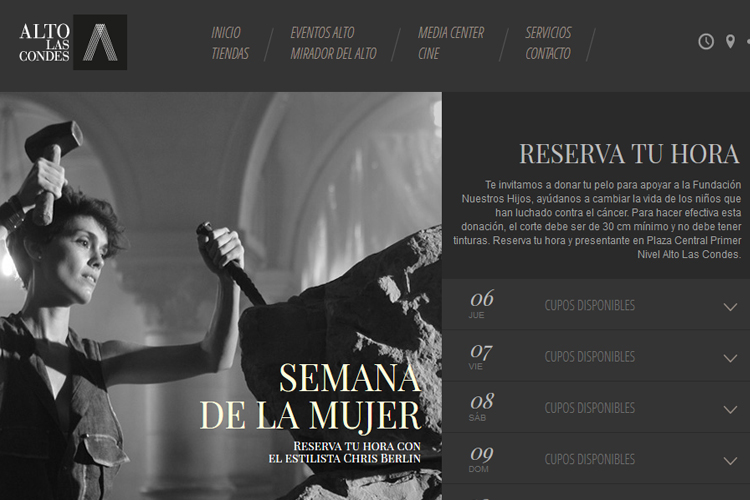 ALTO
LAS
CONDES
INICIO
TIENDAS
EVENTOS ALTO
MIRADOR DEL ALTO
MEDIA CENTER
CINE
SERVICIOS
CONTACTO
SEMANA
DE LA MUJER
RESERVA TU HORA CON
EL ESTILISTA CHRIS BERLIN
RESERVA TU HORA
Te invitamos a donar tu pelo para apoyar a la Fundación
Nuestros Hijos, ayúdanos a cambiar la vida de los niños que
han luchado contra el cáncer. Para hacer efectiva esta
donación, el corte debe ser de 30 cm mínimo y no debe tener
tinturas. Reserva tu hora y presentante en Plaza Central Primer
Nivel Alto Las Condes.
06 CUPOS DISPONIBLES
JUE
07 CUPOS DISPONIBLES
VIE
08 CUPOS DISPONIBLES
SÀB
09 CUPOS DISPONIBLES
DOM